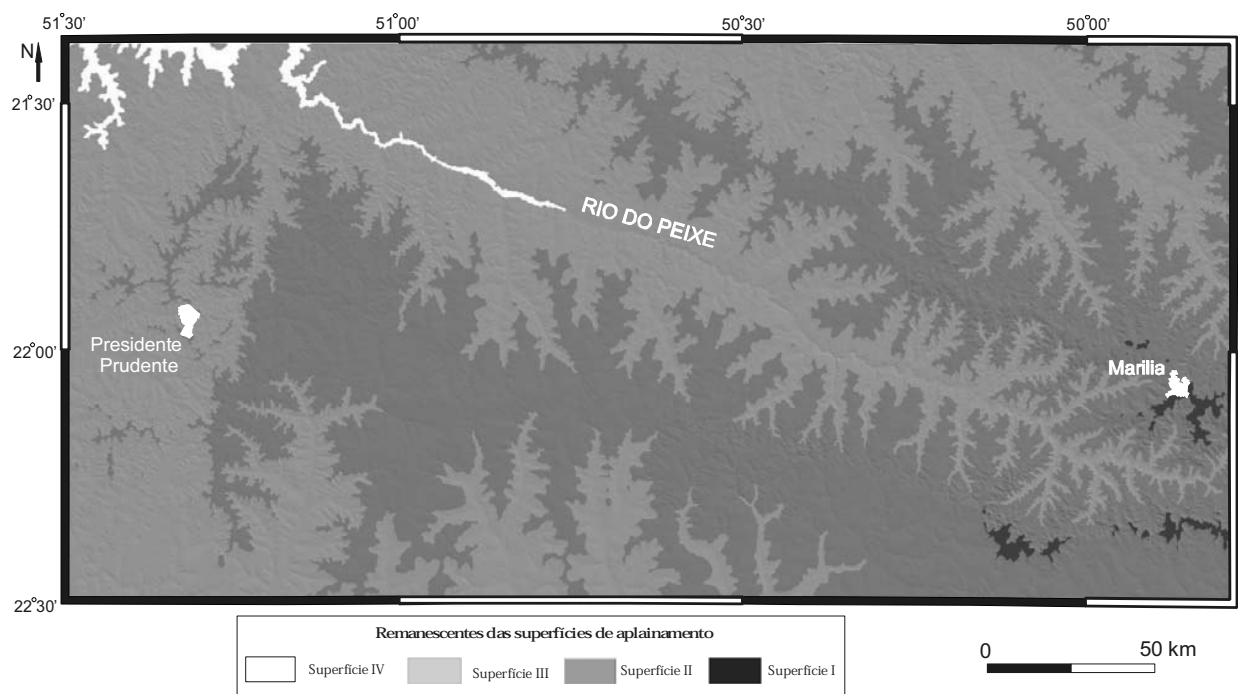 51°30’ 51°00’ 50°30’ 50°00’
N
21°30’
RIO DO PEIXE
22°00’
Presidente
Prudente
Marilia
22°30’
Remanescentes das superfícies de aplainamento
Superfície IV Superfície III Superfície II Superfície I
0 50 km